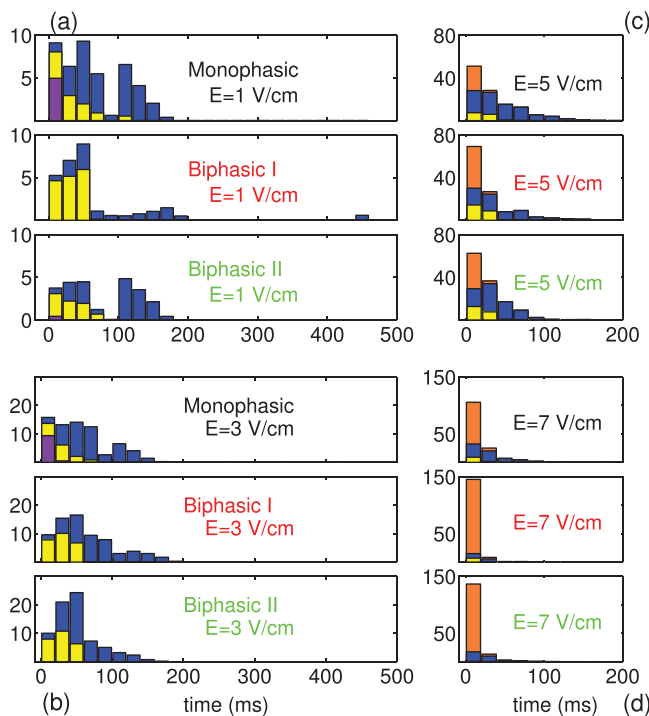 (a)
10
5
Monophasic
E=1 V/cm
10
5
0
Biphasic I
E=1 V/cm
10
5
0
Biphasic II
E=1 V/cm
0 100 200 300 400 500
(c)
80
40
E=5 V/cm
80
40
E=5 V/cm
80
40
E=5 V/cm
0 100 200
20
10
Monophasic
E=3 V/cm
20
10
Biphasic I
E=3 V/cm
20
10
Biphasic II
E=3 V/cm
0 100 200 300 400 500
(b) time (ms)
150
50
E=7 V/cm
150
50
E=7 V/cm
150
50
E=7 V/cm
0 100 200
time (ms) (d)